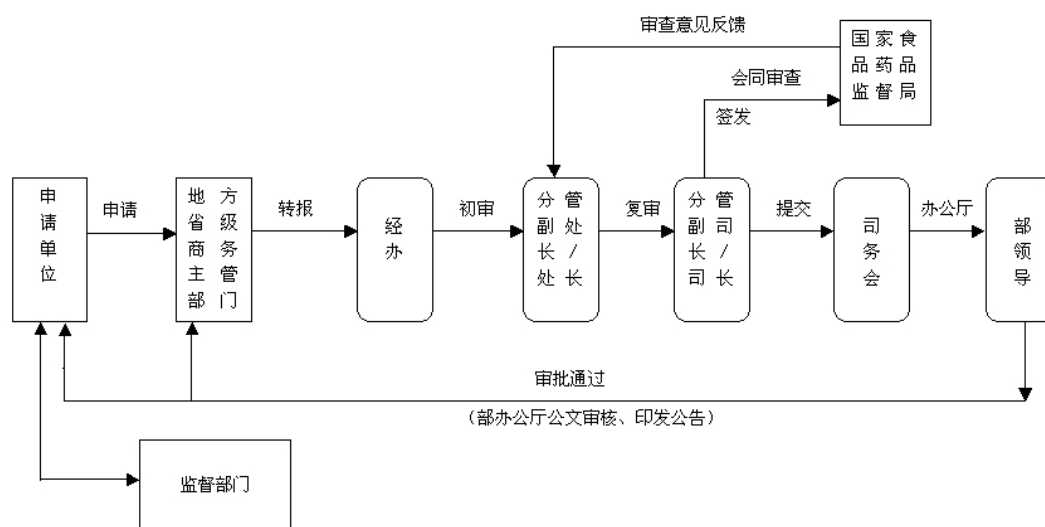 审查意见反馈
国家食
品药品
监督局
会同审查
签发
申
请
单
位
申请
地方
省级
商务
主管
部门
转报
经
办
初审
分管
副处
长/
处长
复审
分管
副司
长/
司长
提交
司
务
会
办公厅
部
领
导
审批通过
(部办公厅公文审核、印发公告)
监督部门